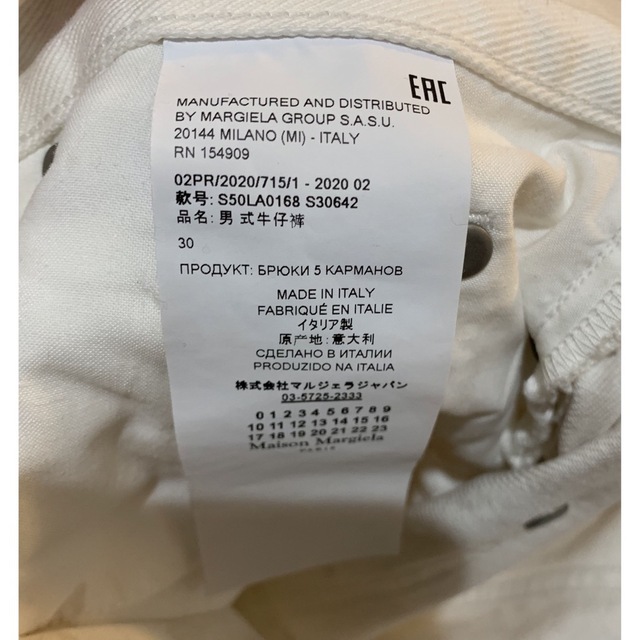 EAC
MANUFACTURED AND DISTRIBUTED
BY MARGIELA GROUP S.A.S.U.
20144 MILANO (MI) - ITALY
RN 154909
02PR/2020/715/1 - 2020 02
款号: S50LA0168 S30642
品名: 男 式牛仔裤
30
ПРОДУКТ: БРЮКИ 5 КАРМАНОВ
MADE IN ITALY
FABRIQUÉ EN ITALIE
イタリア製
原产地: 意大利
СДЕЛАНО В ИТАЛИИ
PRODUZIDO NA ITALIA
株式会社マルジェラジャパン
03-5725-2333
0 1 2 3 4 5 6 7 8 9
10 11 12 13 14 15 16
17 18 19 20 21 22 23
Maison Margiela
PARIS